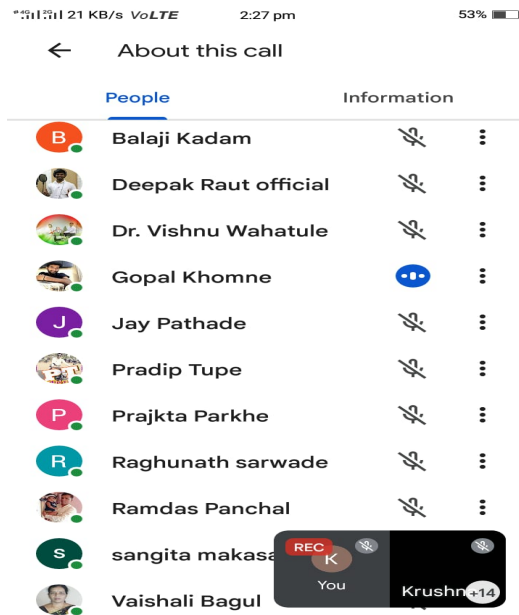 4G 2G 21 KB/s VoLTE 2:27 pm 53%
About this call
People Information
B Balaji Kadam
Deepak Raut official
Dr. Vishnu Wahatule
Gopal Khomne
J Jay Pathade
Pradip Tupe
P Prajkta Parkhe
R Raghunath sarwade
Ramdas Panchal
s sangita makasa
REC K
You Krushn +14
Vaishali Bagul